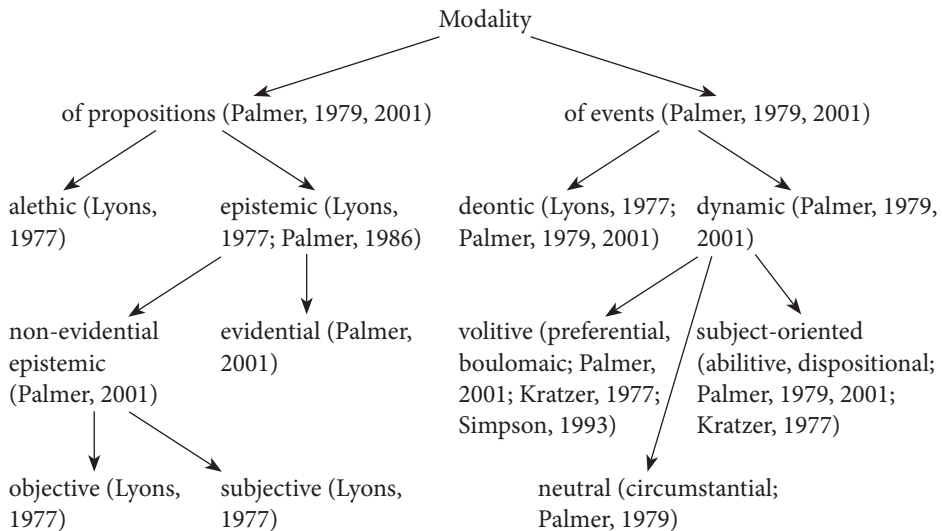 Modality
of propositions (Palmer, 1979, 2001)
of events (Palmer, 1979, 2001)
alethic (Lyons,
1977)
epistemic (Lyons,
1977; Palmer, 1986)
deontic (Lyons, 1977;
Palmer, 1979, 2001)
dynamic (Palmer, 1979,
2001)
non-evidential
epistemic
(Palmer, 2001)
evidential (Palmer,
2001)
volitive (preferential,
boulomaic; Palmer,
2001; Kratzer, 1977;
Simpson, 1993)
subject-oriented
(abilitive, dispositional;
Palmer, 1979, 2001;
Kratzer, 1977)
objective (Lyons,
1977)
subjective (Lyons,
1977)
neutral (circumstantial;
Palmer, 1979)